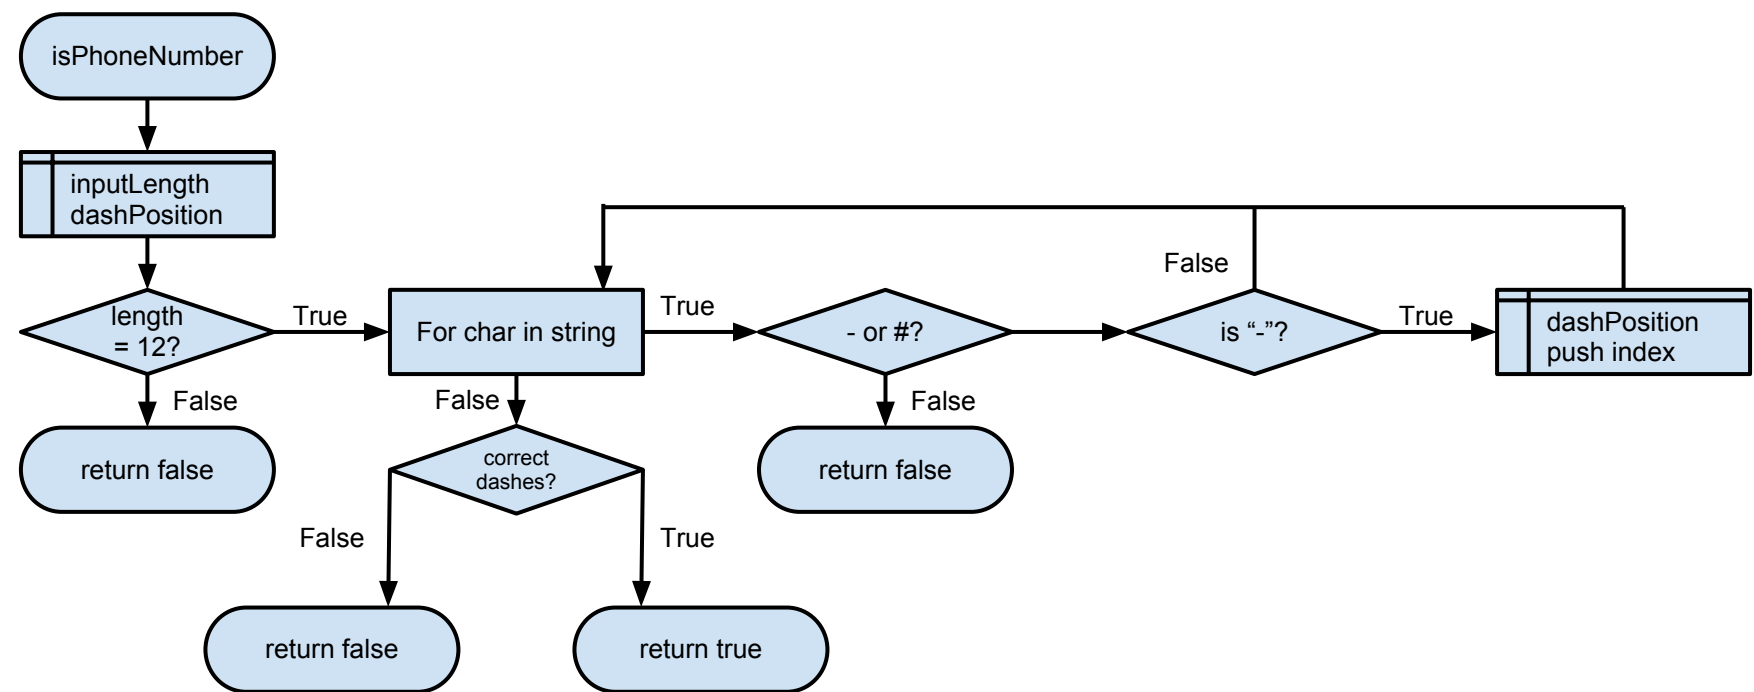 isPhoneNumber
inputLength
dashPosition
length
= 12?
True
False
return false
For char in string
True
False
correct
dashes?
False
True
return false
return true
- or #?
False
return false
is “-”?
False
True
dashPosition
push index